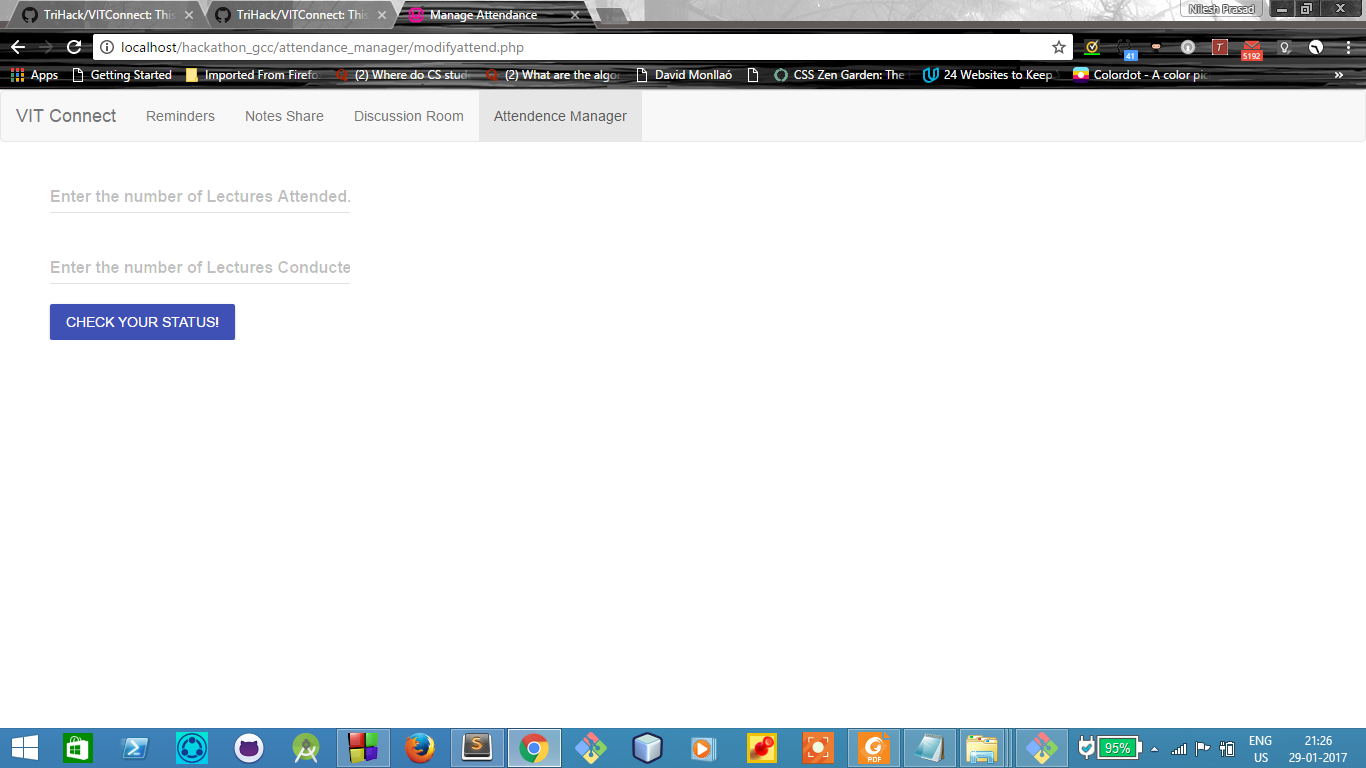 TriHack/VITConnect: This
TriHack/VITConnect: This
Manage Attendance
Nilesh Prasad
localhost/hackathon_gcc/attendance_manager/modifyattend.php
41
T
5192
Apps
Getting Started
Imported From Firefo
(2) Where do CS stud
(2) What are the algo
David Monllaó
CSS Zen Garden: The
24 Websites to Keep
Colordot - A color pic
»
VIT Connect
Reminders
Notes Share
Discussion Room
Attendence Manager
Enter the number of Lectures Attended.
Enter the number of Lectures Conducte
CHECK YOUR STATUS!
S
PDF
95%
ENG
US
21:26
29-01-2017